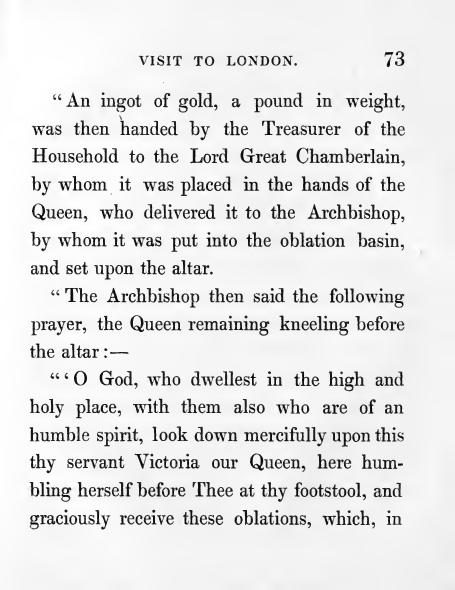 VISIT TO LONDON. 73
“ An ingot of gold, a pound in weight,
was then handed by the Treasurer of the
Household to the Lord Great Chamberlain,
by whom it was placed in the hands of the
Queen, who delivered it to the Archbishop,
by whom it was put into the oblation basin,
and set upon the altar.
“ The Archbishop then said the following
prayer, the Queen remaining kneeling before
the altar :—
“ ‘ O God, who dwellest in the high and
holy place, with them also who are of an
humble spirit, look down mercifully upon this
thy servant Victoria our Queen, here hum-
bling herself before Thee at thy footstool, and
graciously receive these oblations, which, in